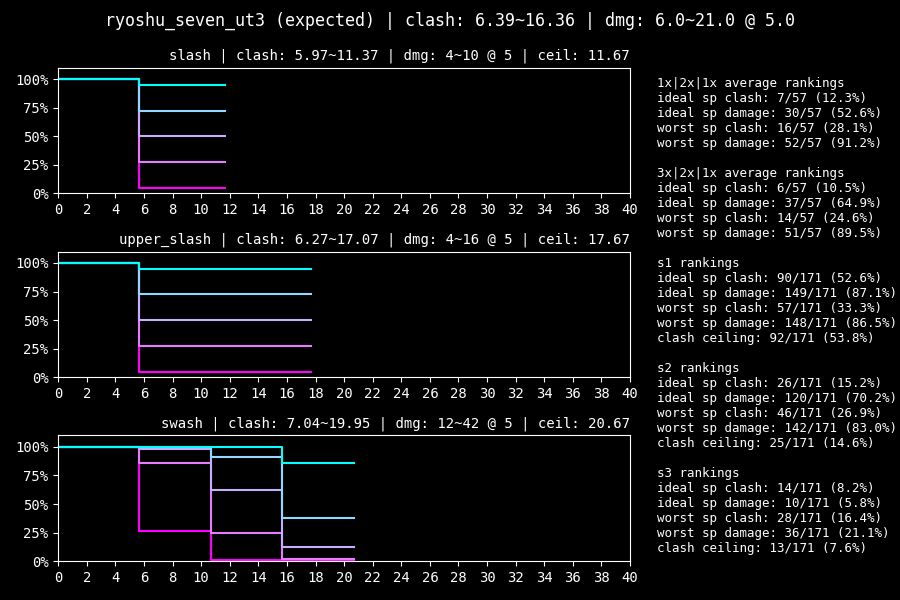 ryoshu_seven_ut3 (expected) | clash: 6.39~16.36 | dmg: 6.0~21.0 @ 5.0
slash | clash: 5.97~11.37 | dmg: 4~10 @ 5 | ceil: 11.67
100%
75%
50%
25%
0%
0 2 4 6 8 10 12 14 16 18 20 22 24 26 28 30 32 34 36 38 40
upper_slash | clash: 6.27~17.07 | dmg: 4~16 @ 5 | ceil: 17.67
100%
75%
50%
25%
0%
0 2 4 6 8 10 12 14 16 18 20 22 24 26 28 30 32 34 36 38 40
swash | clash: 7.04~19.95 | dmg: 12~42 @ 5 | ceil: 20.67
100%
75%
50%
25%
0%
0 2 4 6 8 10 12 14 16 18 20 22 24 26 28 30 32 34 36 38 40
1x|2x|1x average rankings
ideal sp clash: 7/57 (12.3%)
ideal sp damage: 30/57 (52.6%)
worst sp clash: 16/57 (28.1%)
worst sp damage: 52/57 (91.2%)
3x|2x|1x average rankings
ideal sp clash: 6/57 (10.5%)
ideal sp damage: 37/57 (64.9%)
worst sp clash: 14/57 (24.6%)
worst sp damage: 51/57 (89.5%)
s1 rankings
ideal sp clash: 90/171 (52.6%)
ideal sp damage: 149/171 (87.1%)
worst sp clash: 57/171 (33.3%)
worst sp damage: 148/171 (86.5%)
clash ceiling: 92/171 (53.8%)
s2 rankings
ideal sp clash: 26/171 (15.2%)
ideal sp damage: 120/171 (70.2%)
worst sp clash: 46/171 (26.9%)
worst sp damage: 142/171 (83.0%)
clash ceiling: 25/171 (14.6%)
s3 rankings
ideal sp clash: 14/171 (8.2%)
ideal sp damage: 10/171 (5.8%)
worst sp clash: 28/171 (16.4%)
worst sp damage: 36/171 (21.1%)
clash ceiling: 13/171 (7.6%)